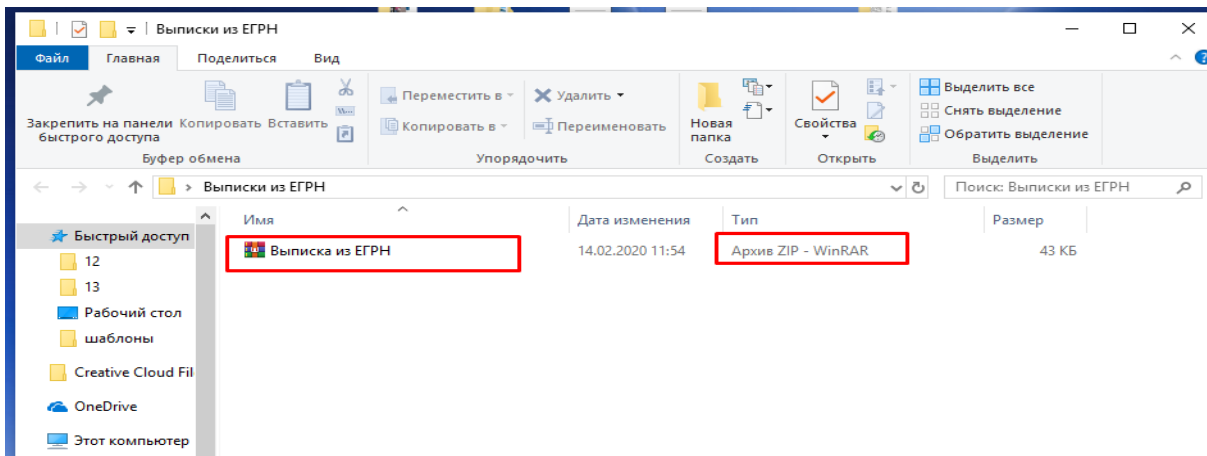 Выписки из ЕГРН
Файл Главная Поделиться Вид
Закрепить на панели быстрого доступа
Копировать
Вставить
Буфер обмена
Переместить в
Копировать в
Удалить
Переименовать
Упорядочить
Новая папка
Создать
Свойства
Открыть
Выделить все
Снять выделение
Обратить выделение
Выделить
Выписки из ЕГРН
Поиск: Выписки из ЕГРН
Имя Дата изменения Тип Размер
Выписка из ЕГРН 14.02.2020 11:54 Архив ZIP - WinRAR 43 КБ
Быстрый доступ
12
13
Рабочий стол
шаблоны
Creative Cloud Fil
OneDrive
Этот компьютер